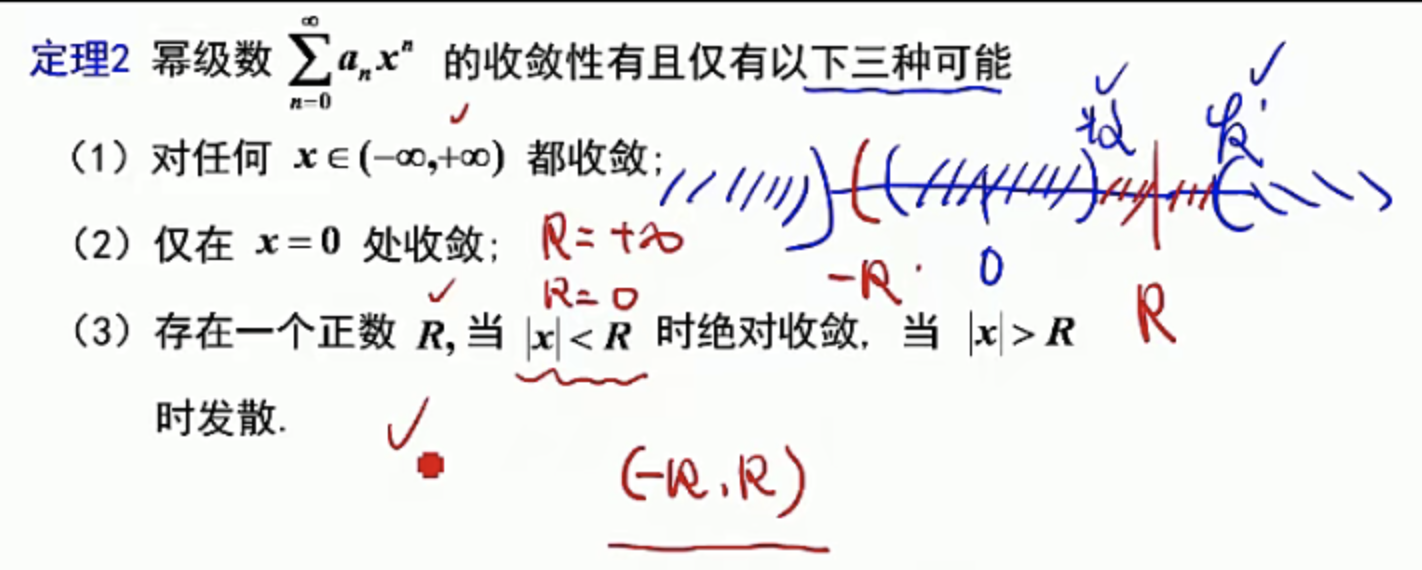 定理2 幂级数 $\sum_{n=0}^{\infty} a_n x^n$ 的收敛性有且仅有以下三种可能
(1) 对任何 $x \in (-\infty, +\infty)$ 都收敛;
(2) 仅在 $x = 0$ 处收敛; R = +∞
R = 0
(3) 存在一个正数 R, 当 |x| < R 时绝对收敛, 当 |x| > R
时发散.
-R 0 R
(-R, R)